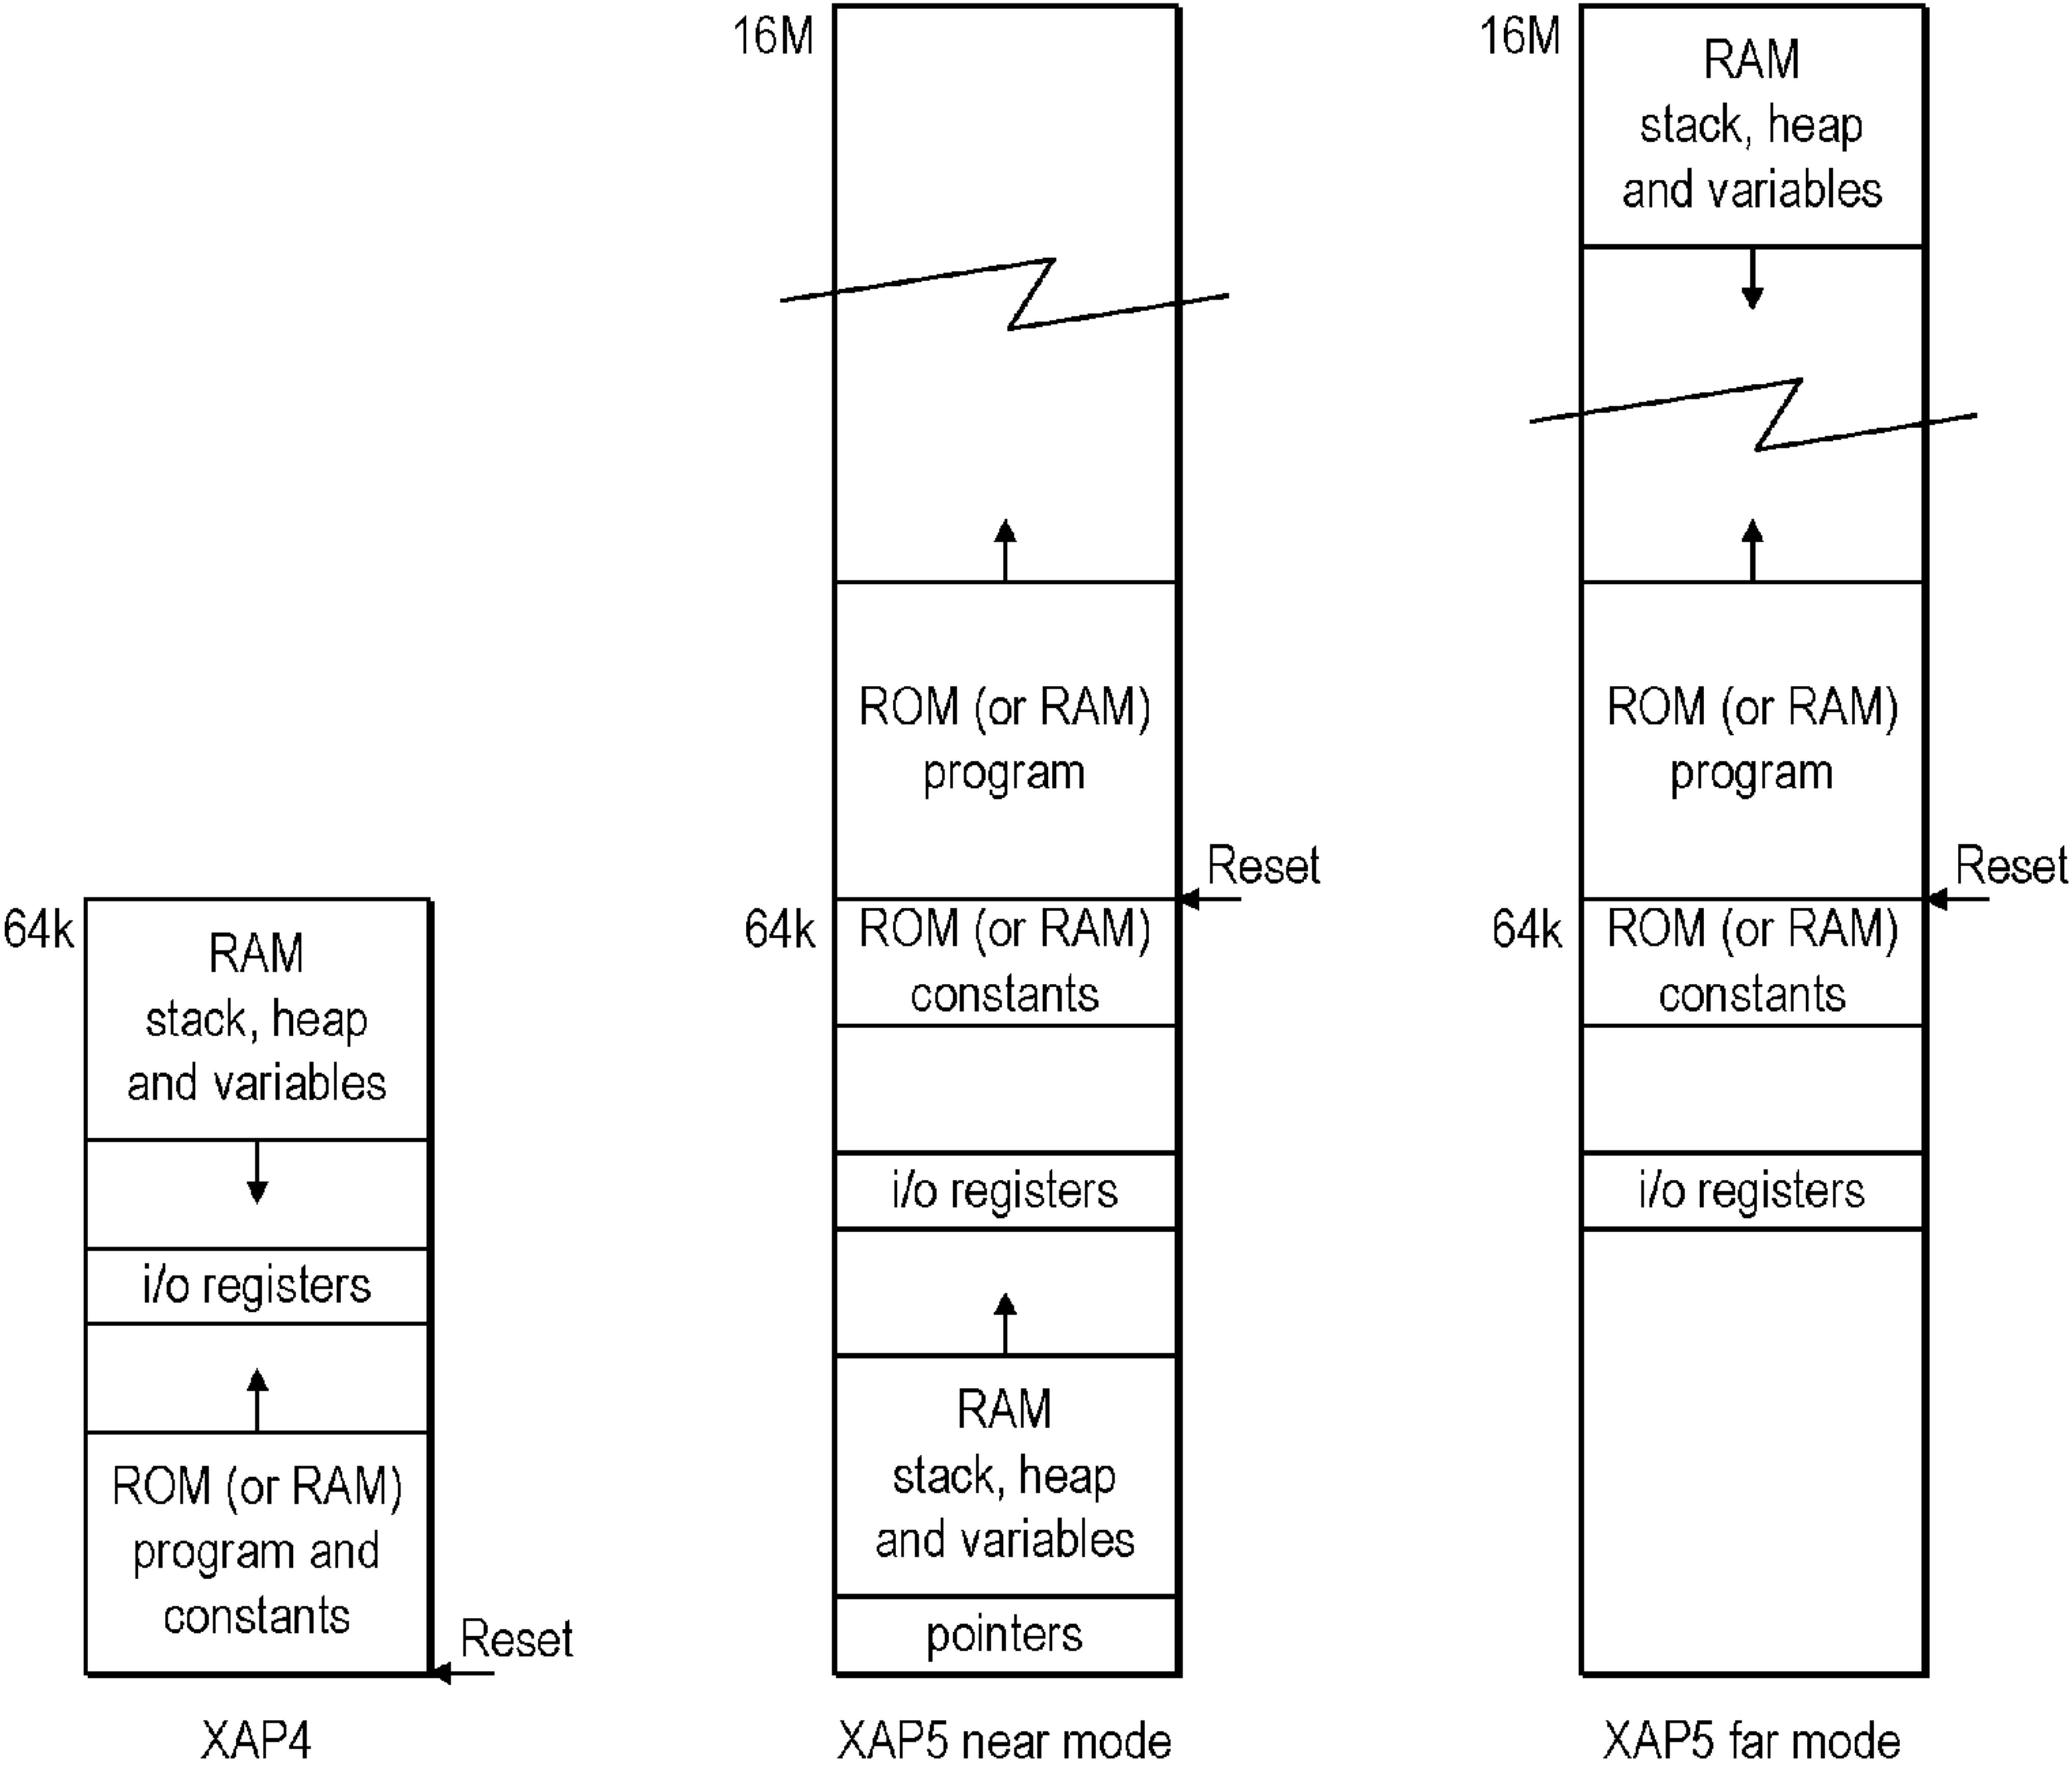 64k
RAM
stack, heap
and variables
i/o registers
ROM (or RAM)
program and
constants
Reset
XAP4
16M
ROM (or RAM)
program
Reset
64k
ROM (or RAM)
constants
i/o registers
RAM
stack, heap
and variables
pointers
XAP5 near mode
16M
RAM
stack, heap
and variables
ROM (or RAM)
program
Reset
64k
ROM (or RAM)
constants
i/o registers
XAP5 far mode